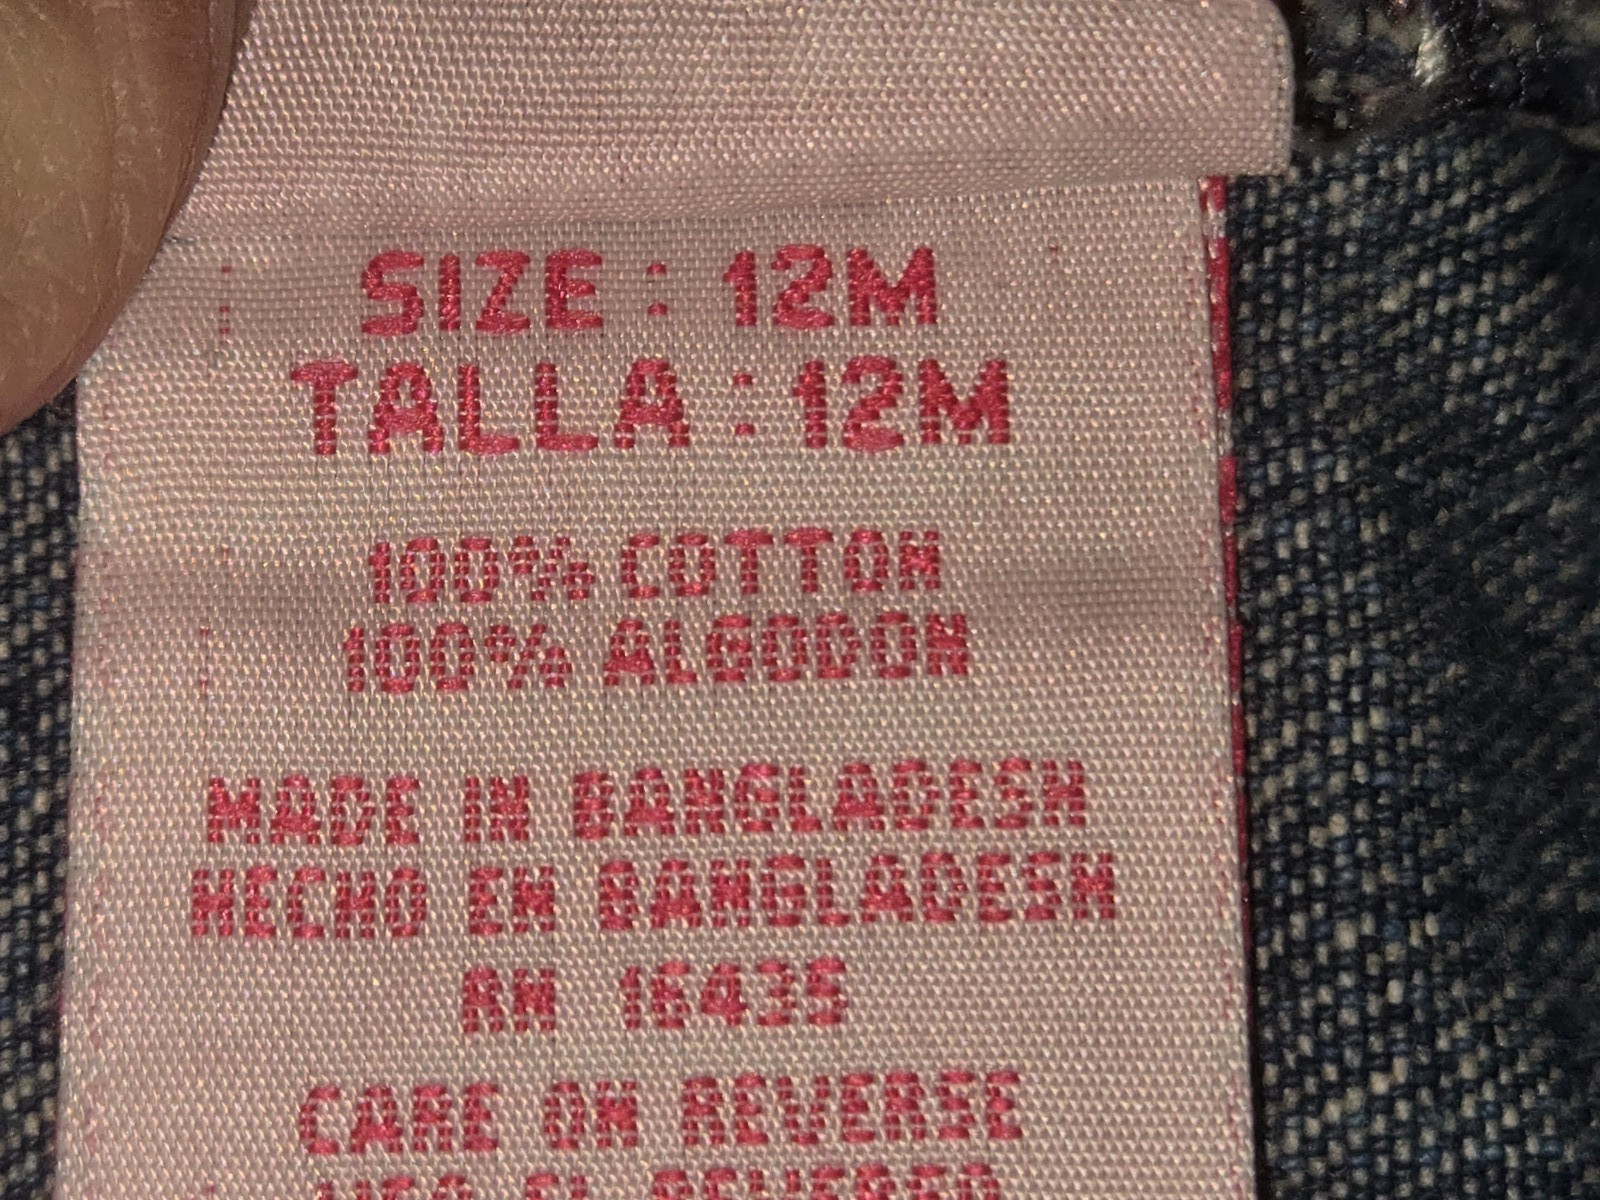 SIZE : 12M
TALLA : 12M
100% COTTON
100% ALGODON
MADE IN BANGLADESH
HECHO EN BANGLADESH
RN 16435
CARE ON REVERSE